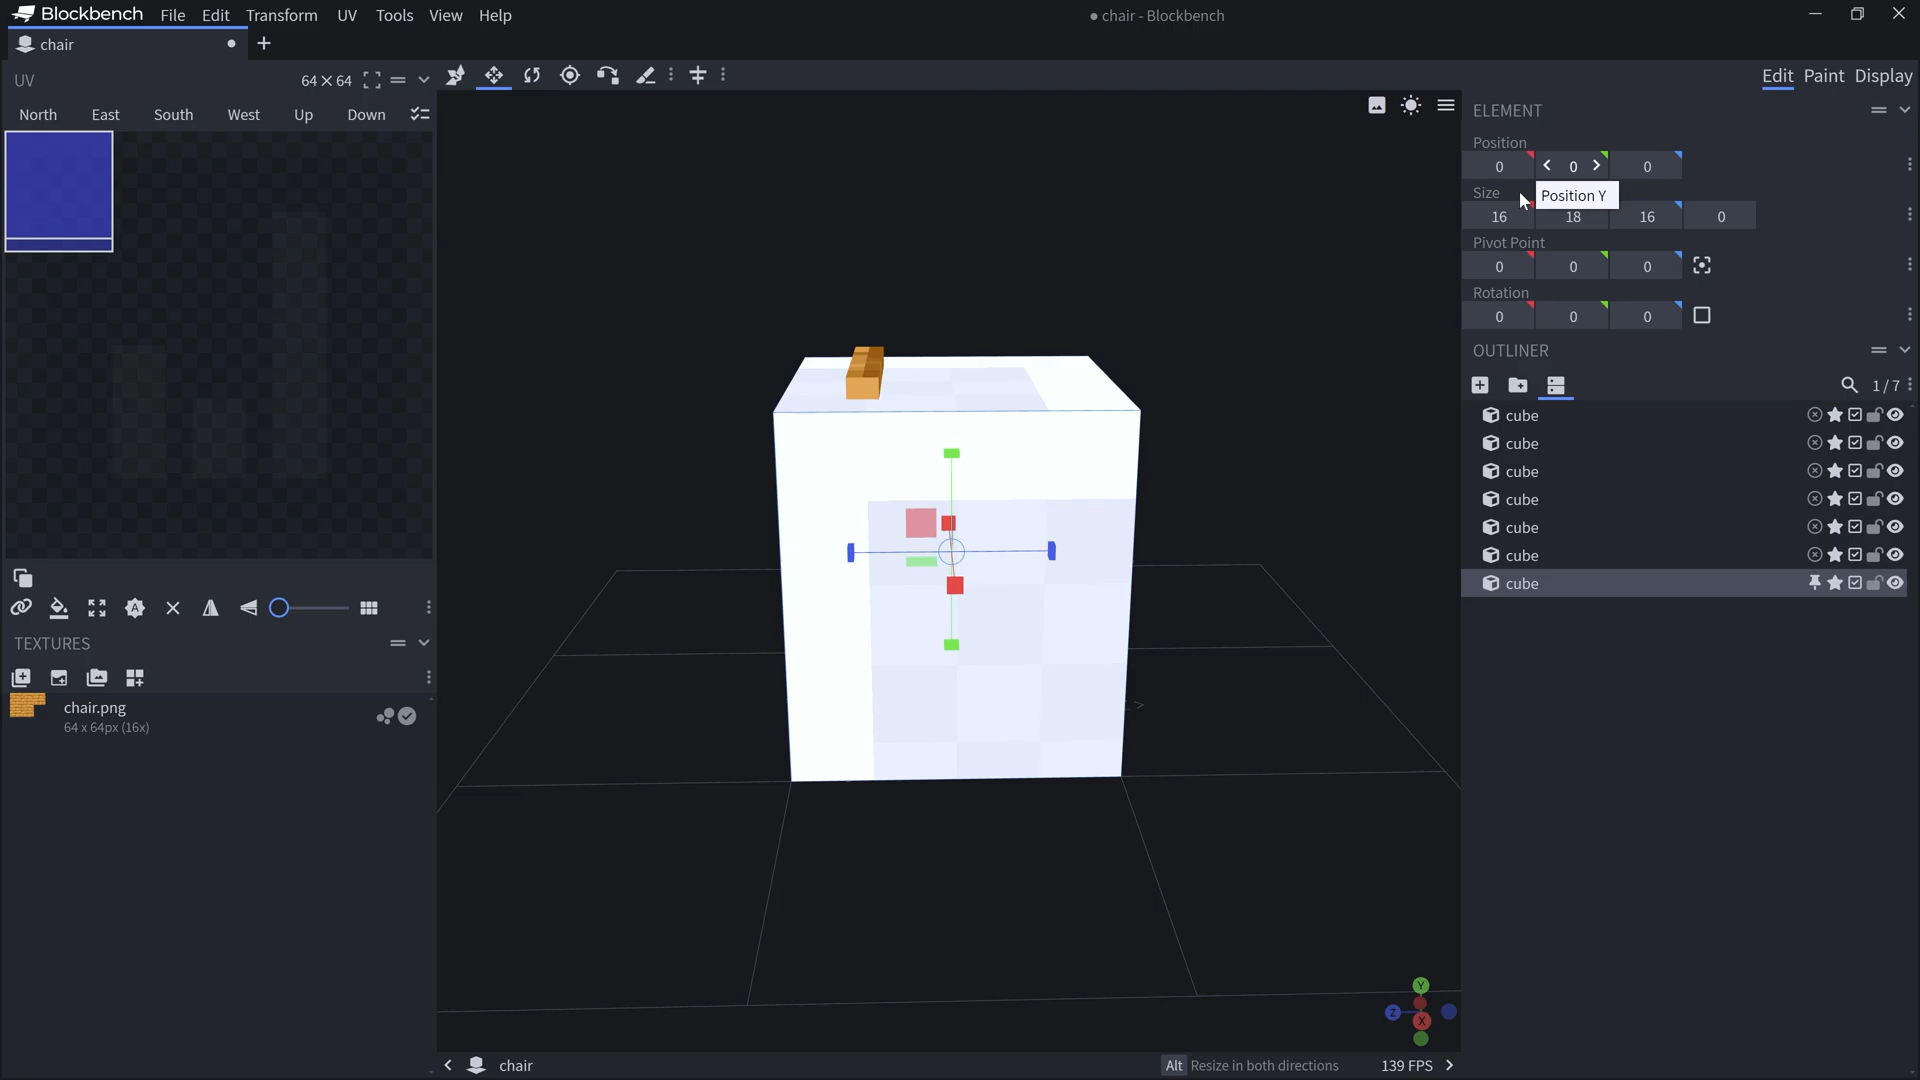 Blockbench File Edit Transform UV Tools View Help
chair - Blockbench
chair
UV 64 × 64
North East South West Up Down
A
TEXTURES
chair.png
64 x 64px (16x)
Edit Paint Display
ELEMENT
Position
0 0 0
Position Y
Size
16 18 16 0
Pivot Point
0 0 0
Rotation
0 0 0
OUTLINER
1 / 7
cube
cube
cube
cube
cube
cube
cube
Y
Z X
chair
Alt Resize in both directions 139 FPS